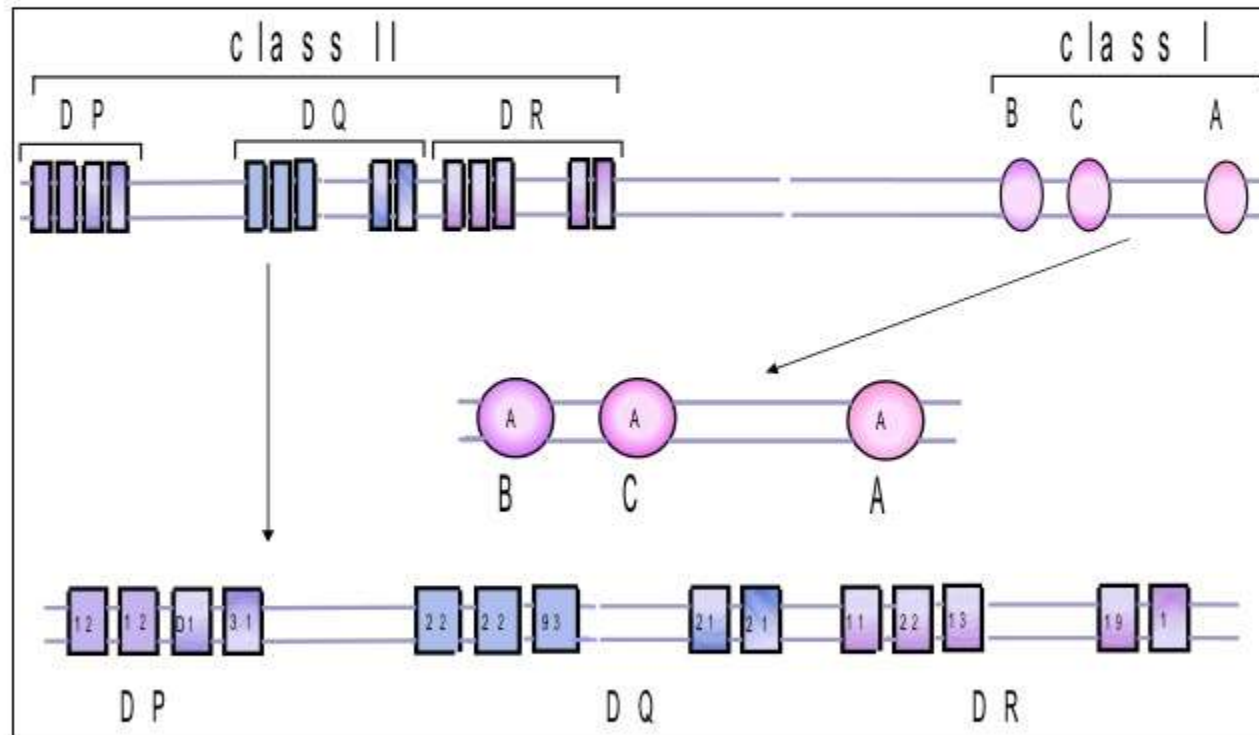 class II class I
DP DQ DR B C A
A A A
B C A
12 12 D1 31 22 22 93 21 21 11 22 13 19 1
DP DQ DR